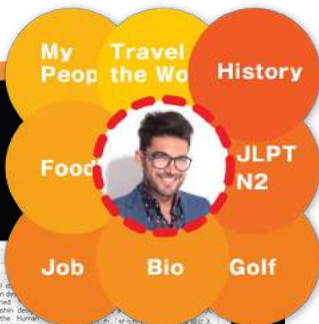 My
Peop
Travel
the Wo
History
Food
JLPT
N2
Job
Bio
Golf